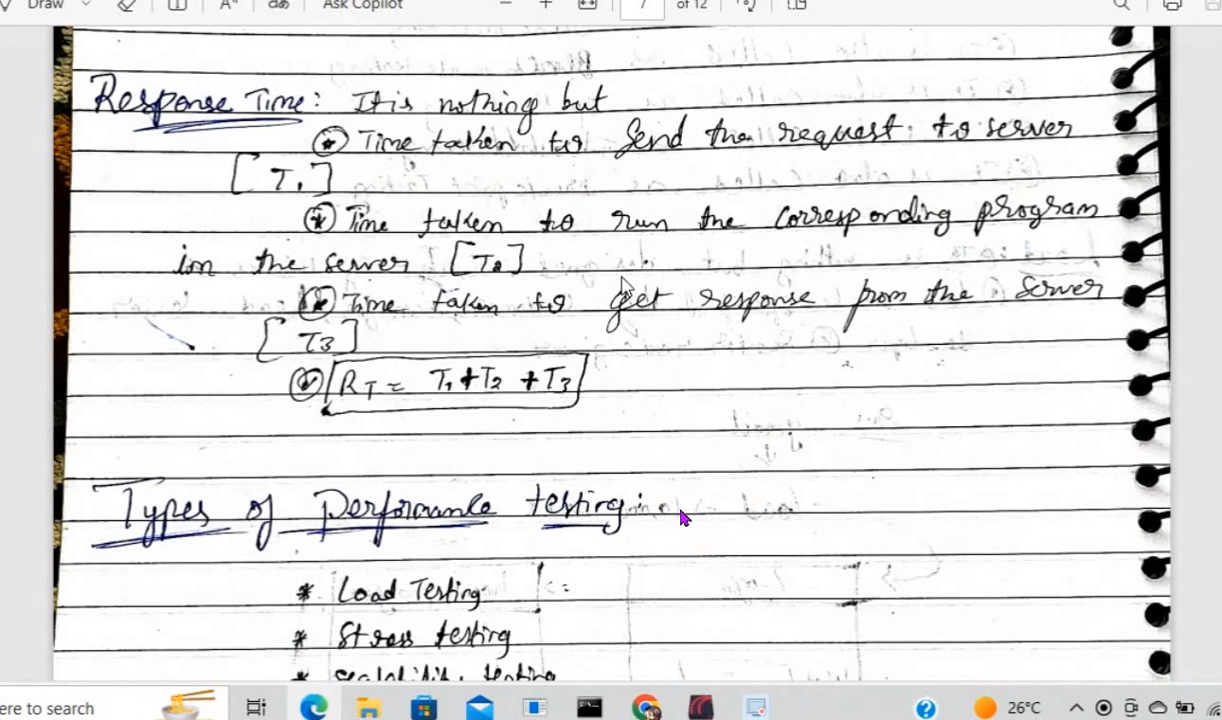 Draw
Ask Copilot
7 of 12
Response Time: It is nothing but
Time taken to send the request to server
[T1]
Time taken to run the corresponding program
in the server [T2]
Time taken to get response from the server
[T3]
RT = T1+T2 +T3
Types of performance testing:
* Load Testing
* Stress testing
* scalability testing
ere to search
26°C